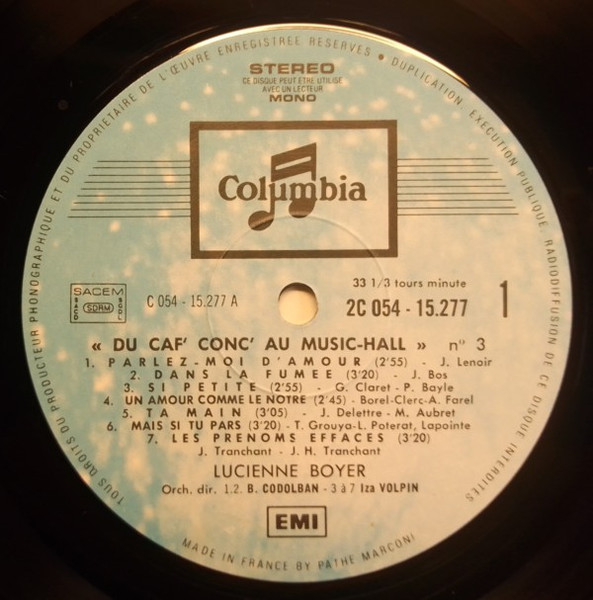 TOUS DROITS DU PRODUCTEUR PHONOGRAPHIQUE ET DU PROPRIETAIRE DE L'ŒUVRE ENREGISTREE RESERVES • DUPLICATION EXECUTION PUBLIQUE, RADIODIFFUSION DE CE DISQUE INTERDITES
STEREO
CE DISQUE PEUT ETRE UTILISE
AVEC UN LECTEUR
MONO
Columbia
SACEM
SACD SDRM SGDL
C 054 - 15.277 A
33 1/3 tours minute
2C 054 - 15.277
1
« DU CAF' CONC' AU MUSIC-HALL » n° 3
1. PARLEZ-MOI D'AMOUR (2'55) - J. Lenoir
2. DANS LA FUMEE (3'20) - J. Bos
3. SI PETITE (2'55) - G. Claret - P. Bayle
4. UN AMOUR COMME LE NOTRE (2'45) - Borel-Clerc-A. Farel
5. TA MAIN (3'05) - J. Delettre - M. Aubret
6. MAIS SI TU PARS (3'20) - T. Grouya-L. Poterat, Lapointe
7. LES PRENOMS EFFACES (3'20)
J. Tranchant - J. H. Tranchant
LUCIENNE BOYER
Orch. dir. 1.2. B. CODOLBAN - 3 à 7 Iza VOLPIN
EMI
MADE IN FRANCE BY PATHE MARCONI